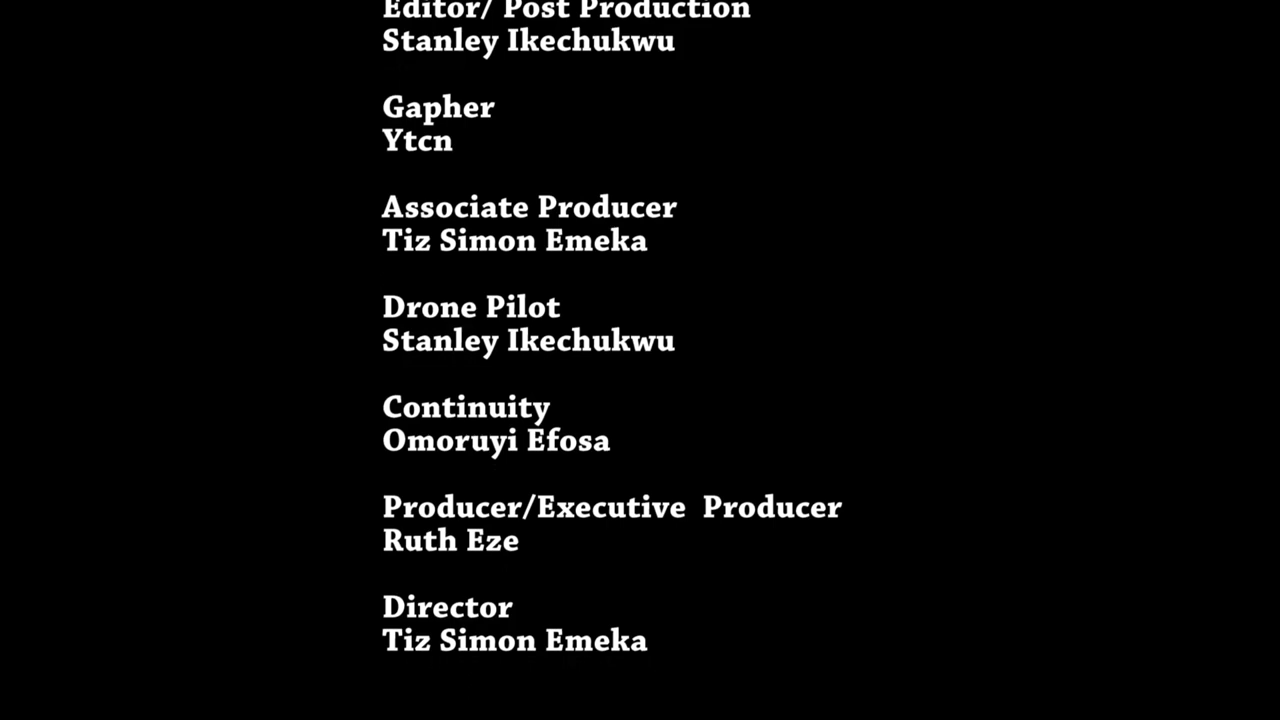 Editor/ Post Production
Stanley Ikechukwu
Gapher
Ytcn
Associate Producer
Tiz Simon Emeka
Drone Pilot
Stanley Ikechukwu
Continuity
Omoruyi Efosa
Producer/Executive  Producer
Ruth Eze
Director
Tiz Simon Emeka